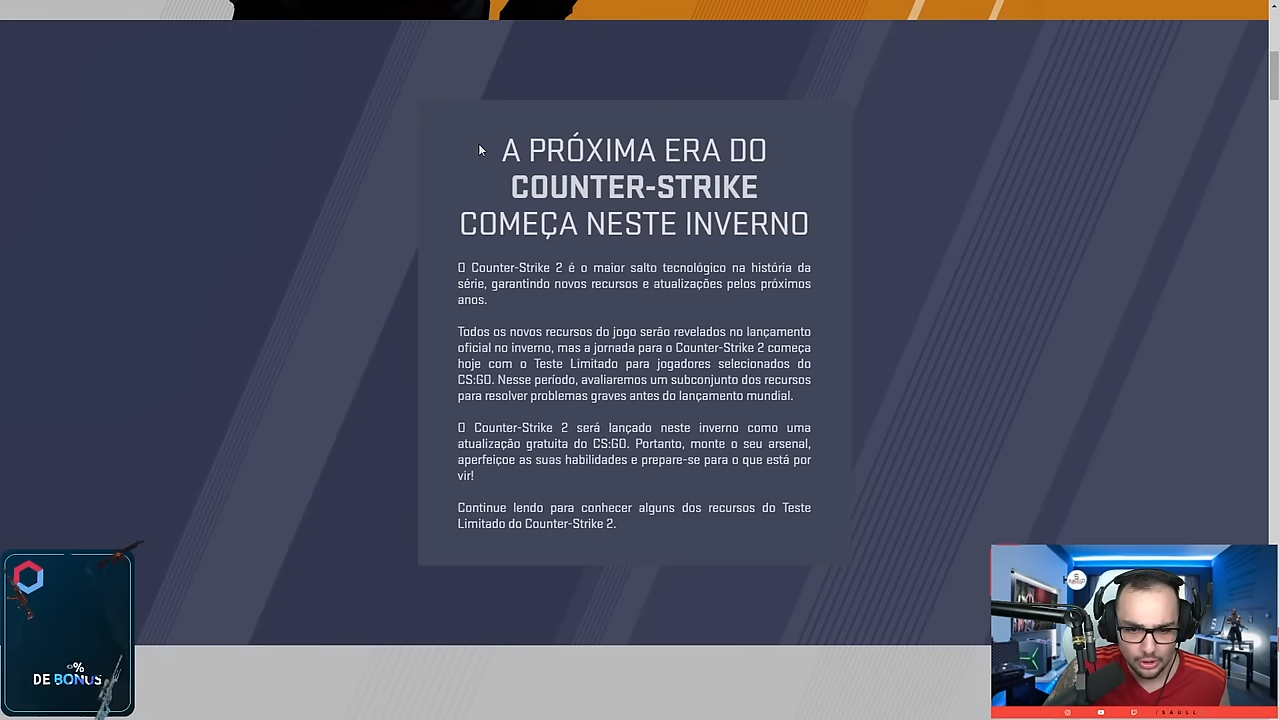 A PRÓXIMA ERA DO
COUNTER-STRIKE
COMEÇA NESTE INVERNO
O Counter-Strike 2 é o maior salto tecnológico na história da
série, garantindo novos recursos e atualizações pelos próximos
anos.
Todos os novos recursos do jogo serão revelados no lançamento
oficial no inverno, mas a jornada para o Counter-Strike 2 começa
hoje com o Teste Limitado para jogadores selecionados do
CS:GO. Nesse período, avaliaremos um subconjunto dos recursos
para resolver problemas graves antes do lançamento mundial.
O Counter-Strike 2 será lançado neste inverno como uma
atualização gratuita do CS:GO. Portanto, monte o seu arsenal,
aperfeiçoe as suas habilidades e prepare-se para o que está por
vir!
Continue lendo para conhecer alguns dos recursos do Teste
Limitado do Counter-Strike 2.
%
DE BONUS